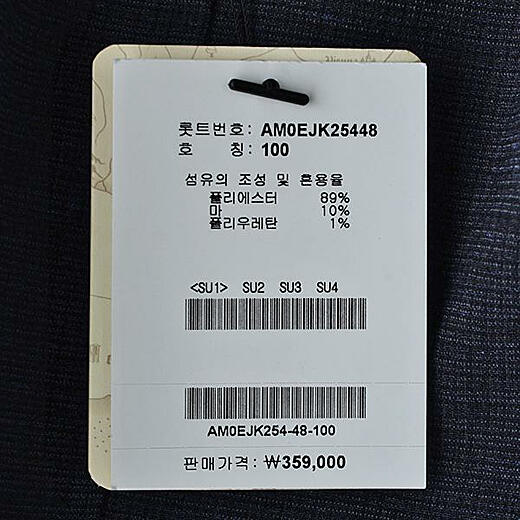 롯트번호: AM0EJK25448
호 칭: 100
섬유의 조성 및 혼용율
폴리에스터 89%
마 10%
폴리우레탄 1%
<SU1> SU2 SU3 SU4
AM0EJK254-48-100
판매가격: ₩359,000